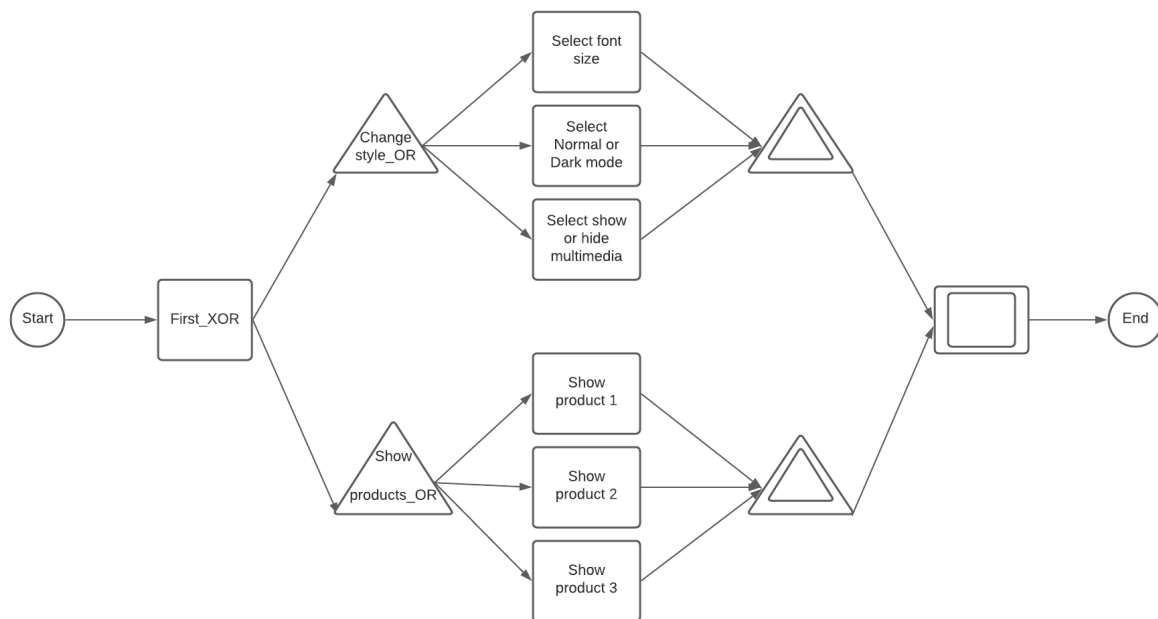 Start
First_XOR
Change
style_OR
Select font
size
Select
Normal or
Dark mode
Select show
or hide
multimedia
Show
products_OR
Show
product 1
Show
product 2
Show
product 3
End